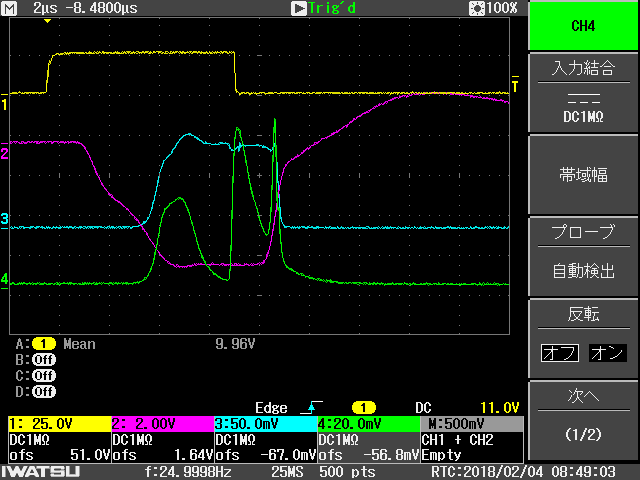 M 2µs -8.4800µs Trig'd 100%
CH4
入力結合
DC1MΩ
帯域幅
プローブ
自動検出
反転
オフ オン
次へ
(1/2)
T
1
2
3
4
A: 1 Mean 9.96V
B: Off
C: Off
D: Off
Edge 1 DC 11.0V
1: 25.0V 2: 2.00V 3:50.0mV 4:20.0mV M:500mV
DC1MΩ DC1MΩ DC1MΩ DC1MΩ CH1 + CH2
ofs 51.0V ofs 1.64V ofs -67.0mV ofs -56.8mV Empty
IWATSU f:24.9998Hz 25MS 500 pts RTC:2018/02/04 08:49:03